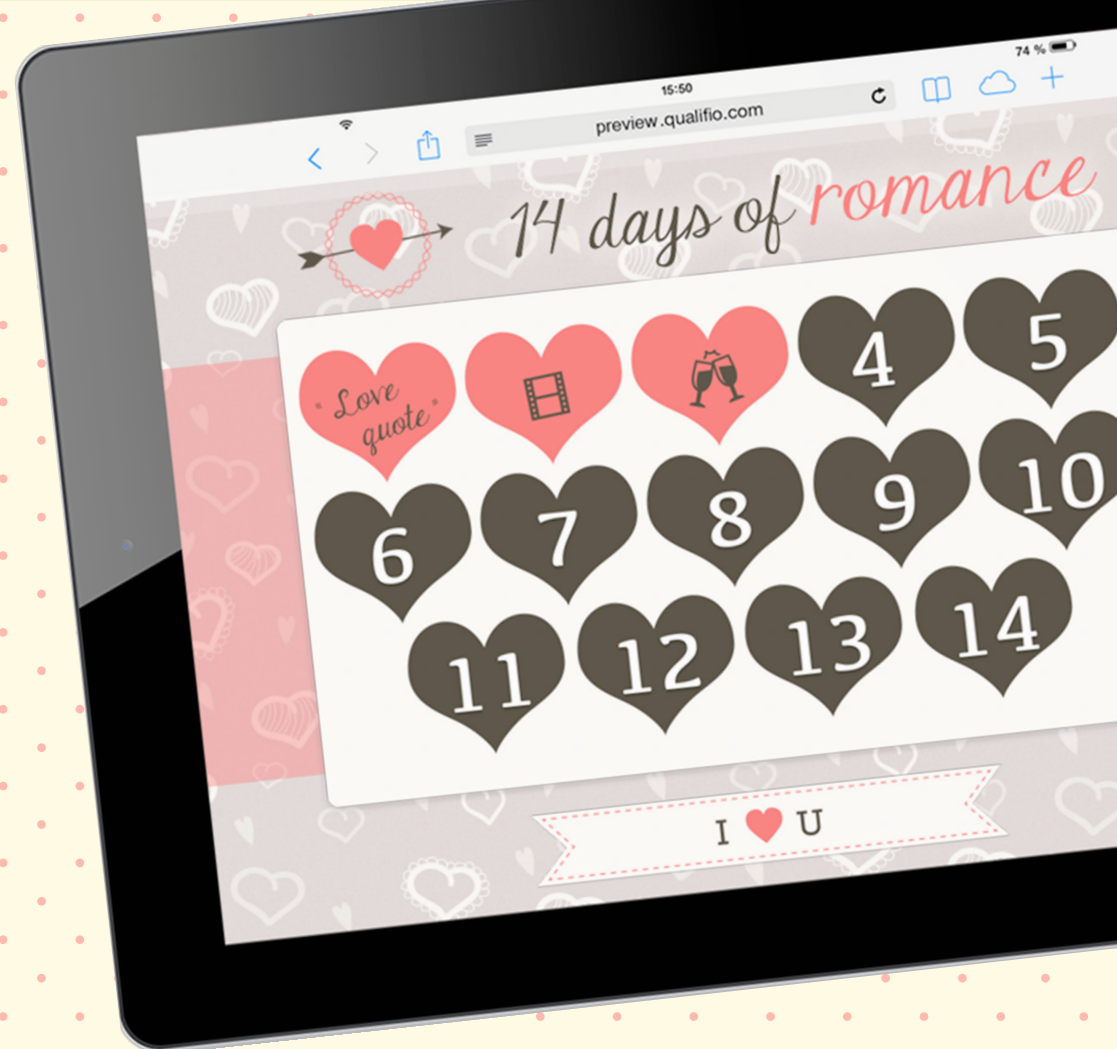 74 %
15:50
preview.qualifio.com
14 days of romance
"Love
quote"
4
5
6
7
8
9
10
11
12
13
14
I ♥ U